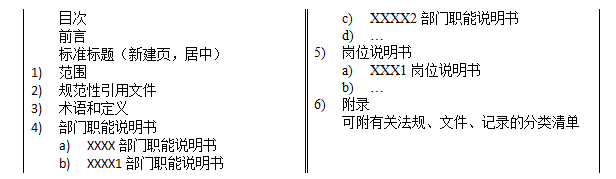 目次
前言
标准标题（新建页，居中）
1) 范围
2) 规范性引用文件
3) 术语和定义
4) 部门职能说明书
a) XXXX 部门职能说明书
b) XXXX1 部门职能说明书
c) XXXX2 部门职能说明书
d) …
5) 岗位说明书
a) XXX1 岗位说明书
b) …
6) 附录
可附有关法规、文件、记录的分类清单